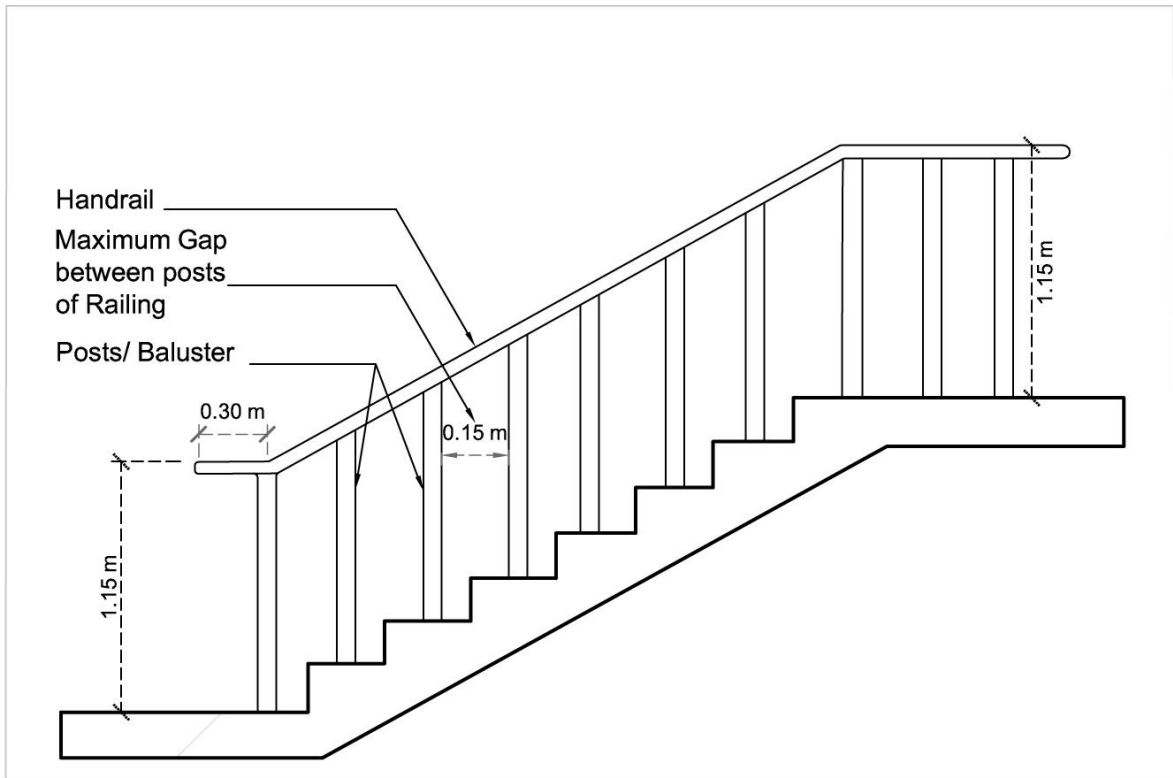 Handrail
Maximum Gap
between posts
of Railing
Posts/ Baluster
0.30 m
0.15 m
1.15 m
1.15 m